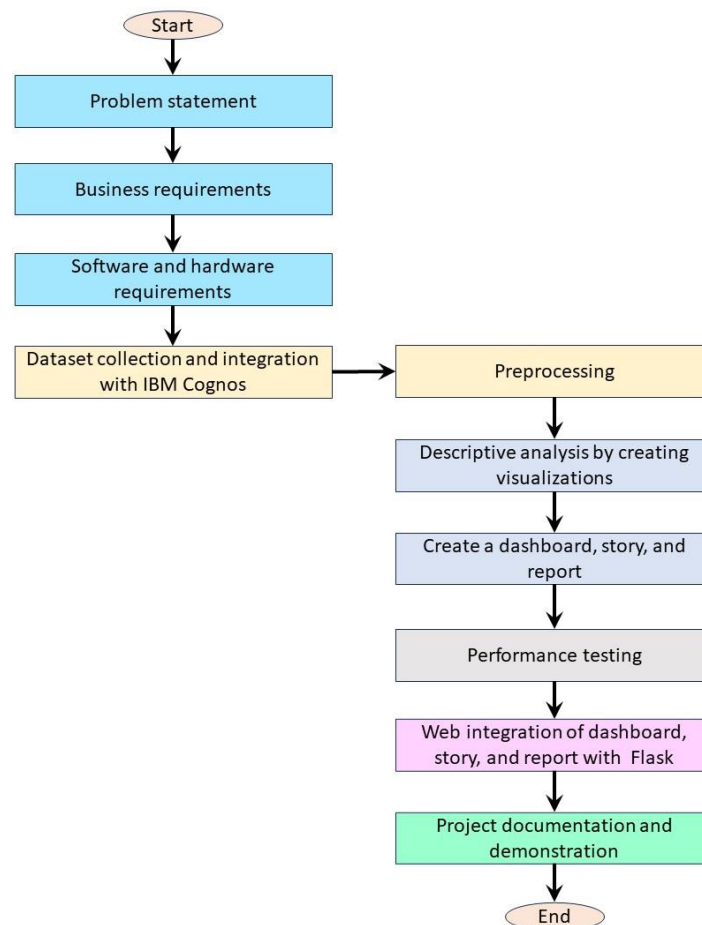 Start
Problem statement
Business requirements
Software and hardware
requirements
Dataset collection and integration
with IBM Cognos
Preprocessing
Descriptive analysis by creating
visualizations
Create a dashboard, story, and
report
Performance testing
Web integration of dashboard,
story, and report with  Flask
Project documentation and
demonstration
End